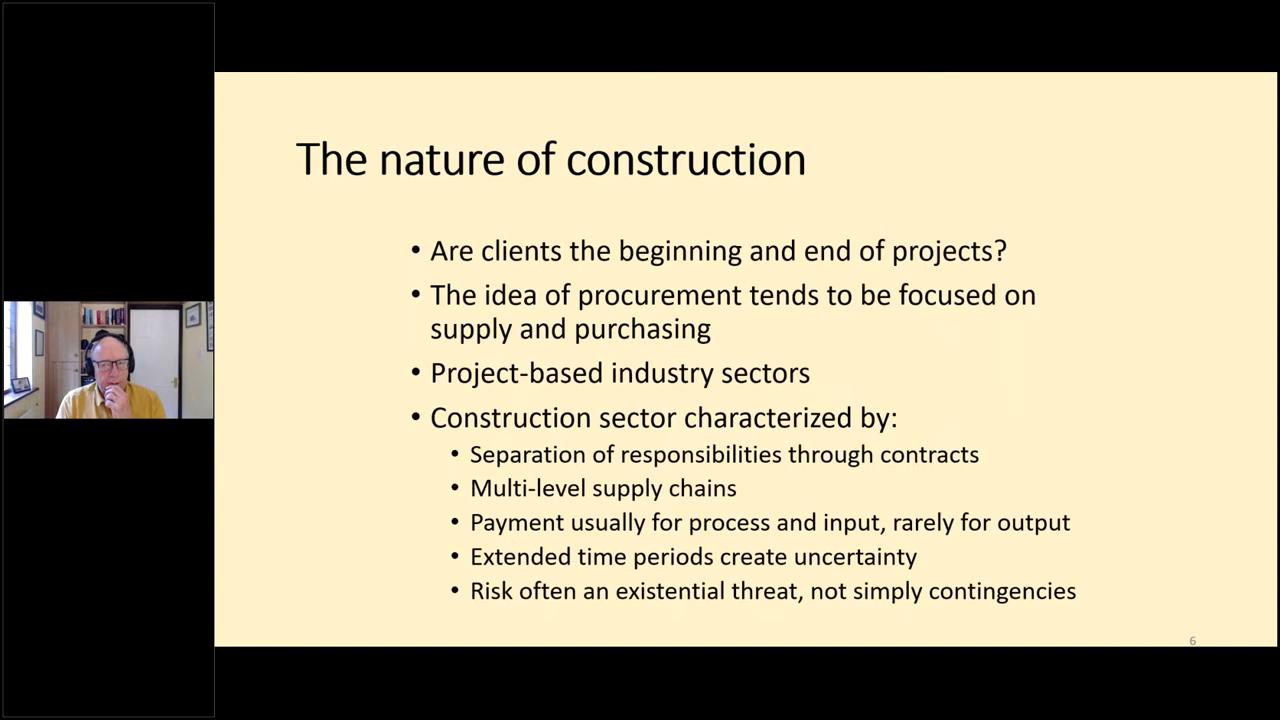 The nature of construction
• Are clients the beginning and end of projects?
• The idea of procurement tends to be focused on
supply and purchasing
• Project-based industry sectors
• Construction sector characterized by:
• Separation of responsibilities through contracts
• Multi-level supply chains
• Payment usually for process and input, rarely for output
• Extended time periods create uncertainty
• Risk often an existential threat, not simply contingencies
6